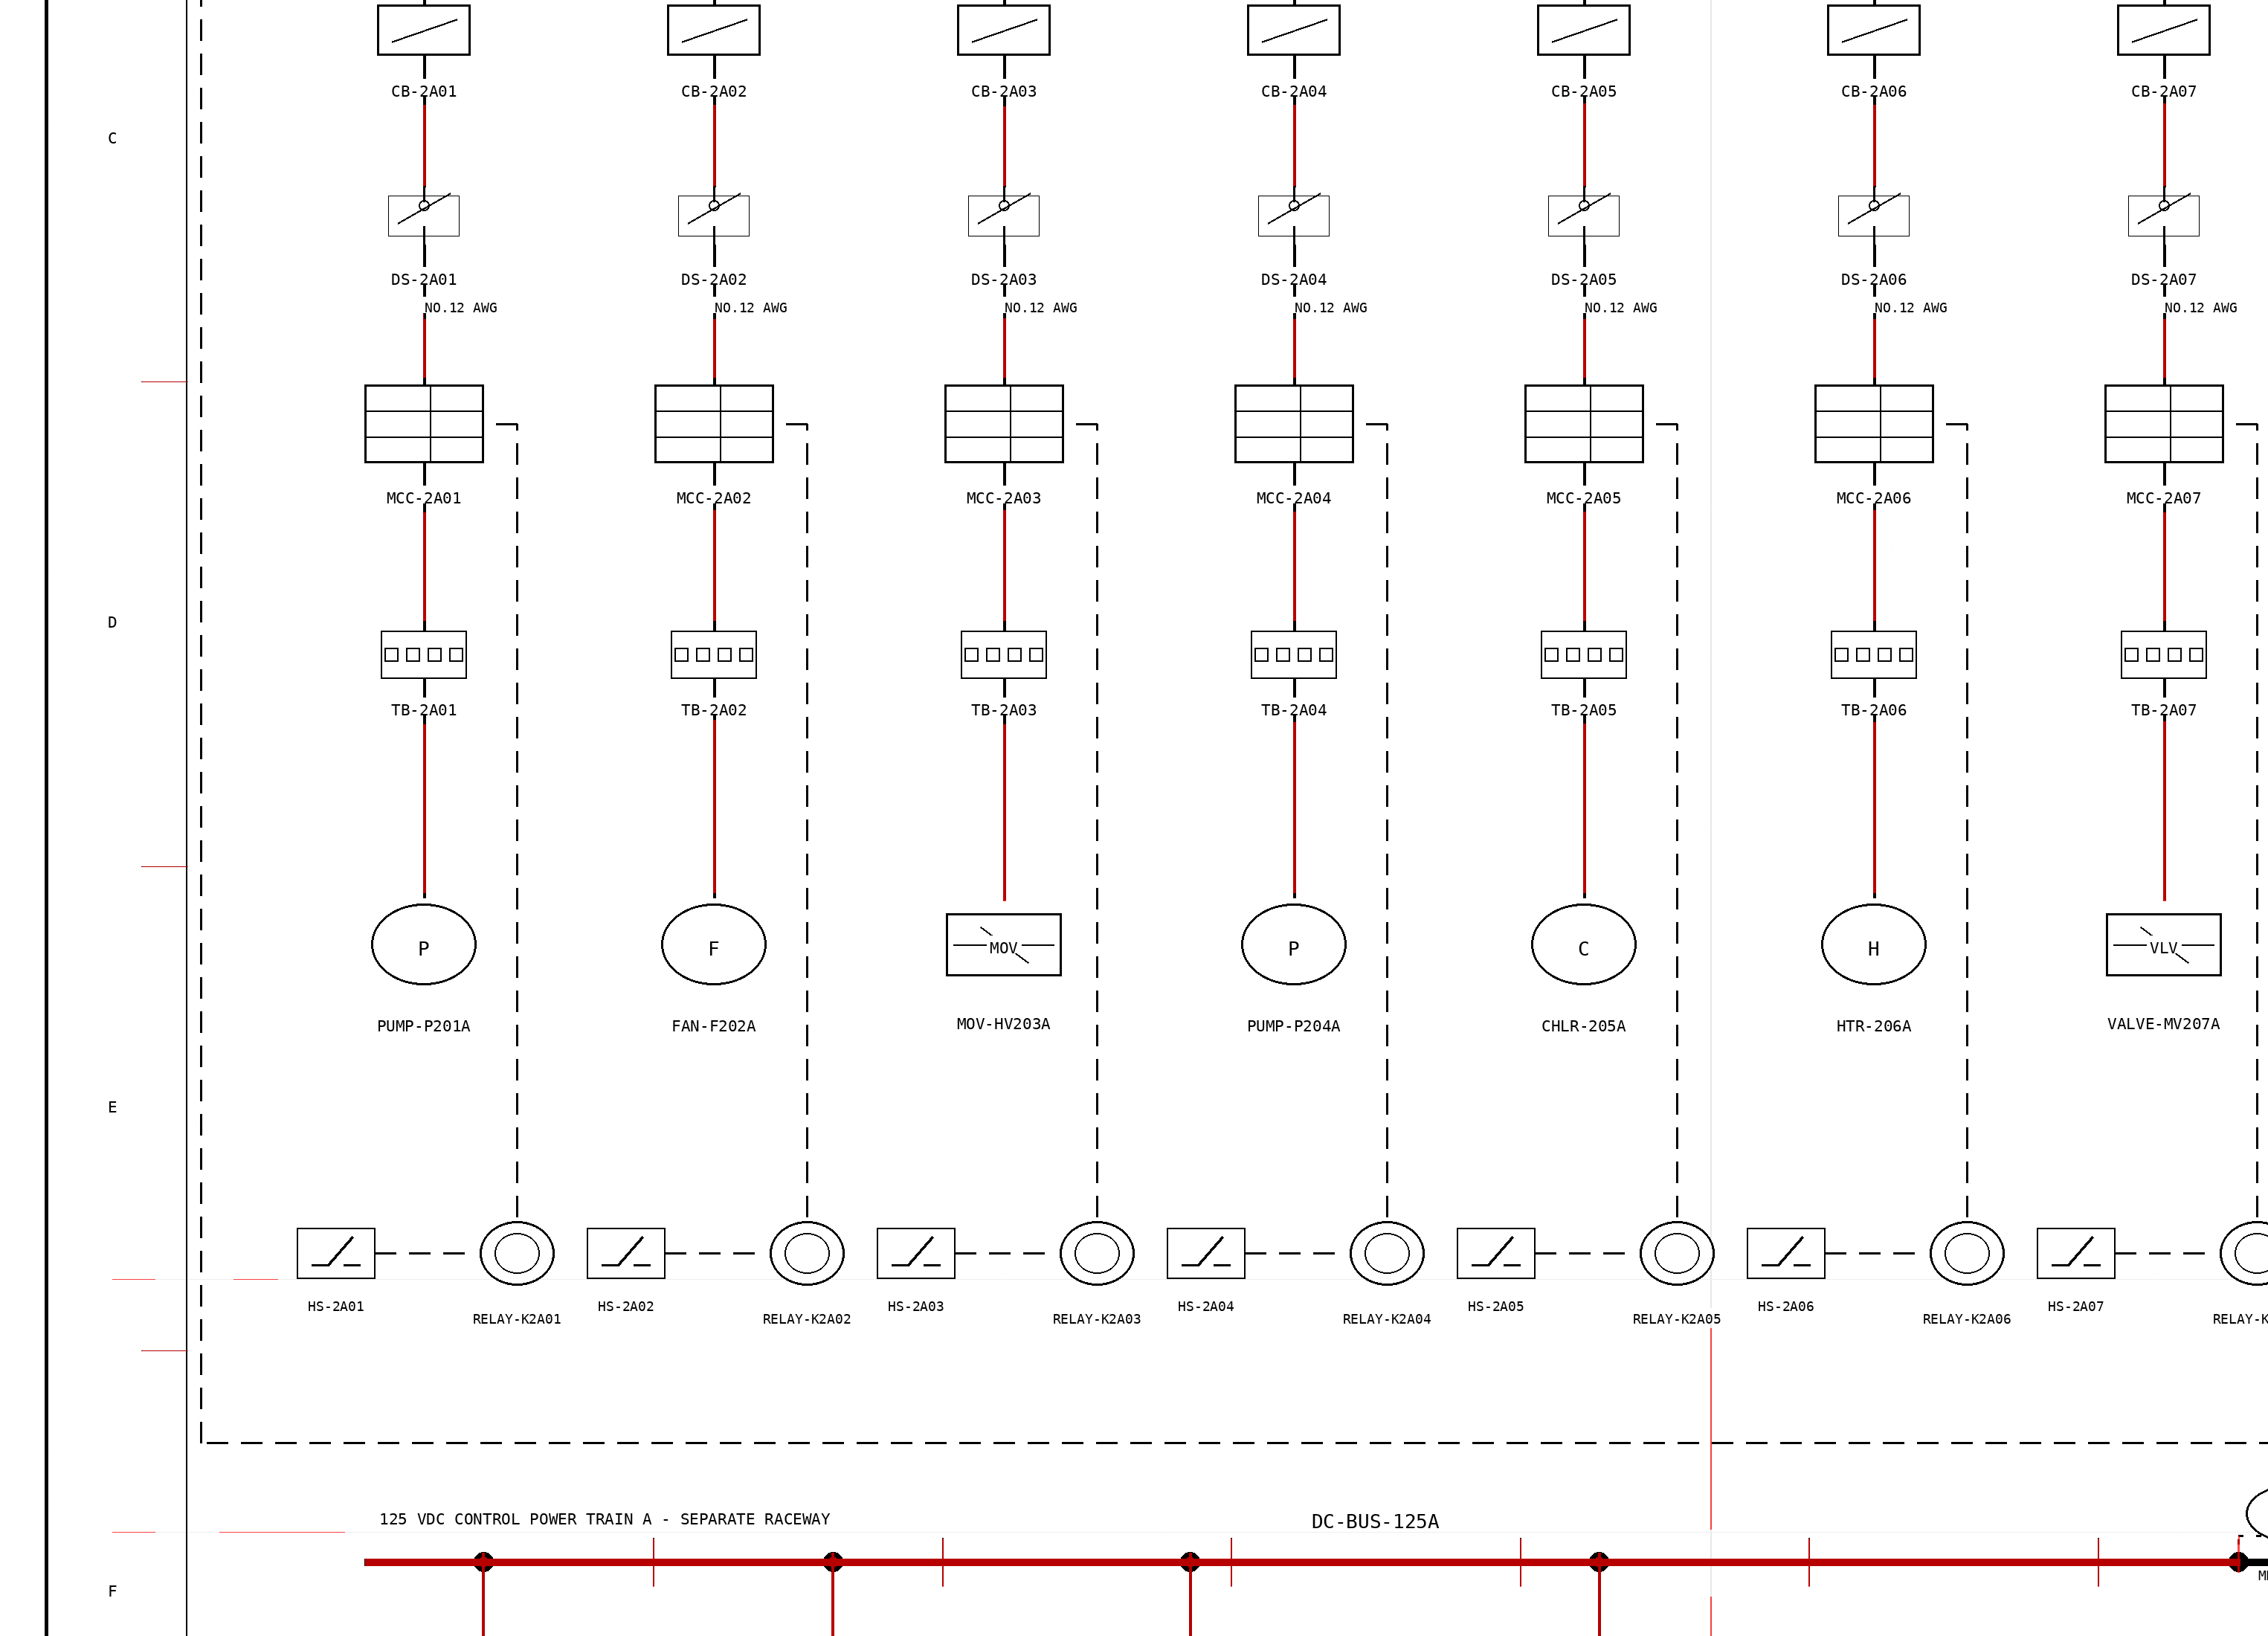 CB-2A01 CB-2A02 CB-2A03 CB-2A04 CB-2A05 CB-2A06 CB-2A07
C
DS-2A01 DS-2A02 DS-2A03 DS-2A04 DS-2A05 DS-2A06 DS-2A07
NO.12 AWG NO.12 AWG NO.12 AWG NO.12 AWG NO.12 AWG NO.12 AWG NO.12 AWG
MCC-2A01 MCC-2A02 MCC-2A03 MCC-2A04 MCC-2A05 MCC-2A06 MCC-2A07
D
TB-2A01 TB-2A02 TB-2A03 TB-2A04 TB-2A05 TB-2A06 TB-2A07
P F MOV P C H VLV
PUMP-P201A FAN-F202A MOV-HV203A PUMP-P204A CHLR-205A HTR-206A VALVE-MV207A
E
HS-2A01 HS-2A02 HS-2A03 HS-2A04 HS-2A05 HS-2A06 HS-2A07
RELAY-K2A01 RELAY-K2A02 RELAY-K2A03 RELAY-K2A04 RELAY-K2A05 RELAY-K2A06 RELAY-K
125 VDC CONTROL POWER TRAIN A - SEPARATE RACEWAY DC-BUS-125A
F